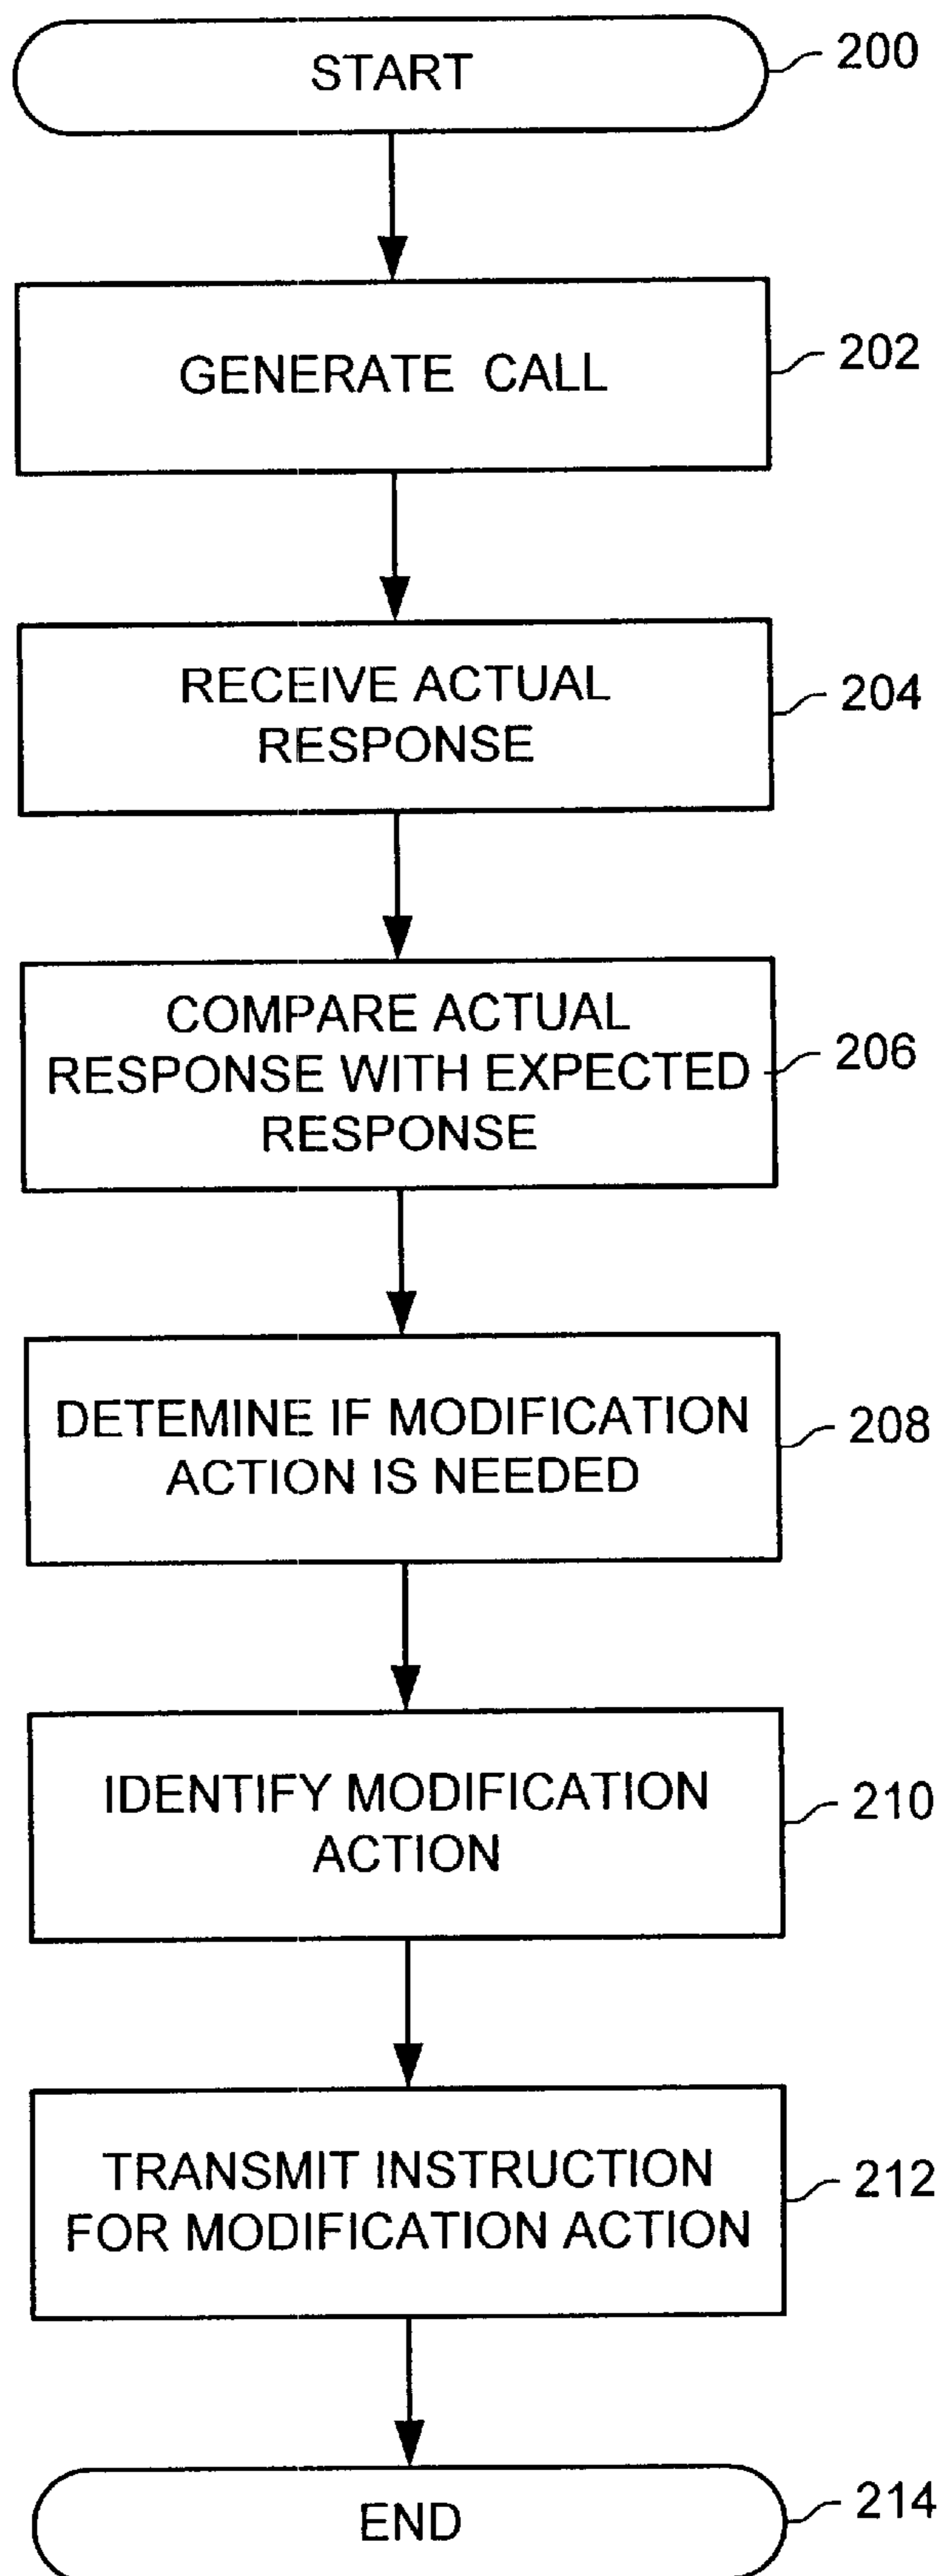 START
200
GENERATE CALL
202
RECEIVE ACTUAL
RESPONSE
204
COMPARE ACTUAL
RESPONSE WITH EXPECTED
RESPONSE
206
DETEMINE IF MODIFICATION
ACTION IS NEEDED
208
IDENTIFY MODIFICATION
ACTION
210
TRANSMIT INSTRUCTION
FOR MODIFICATION ACTION
212
END
214